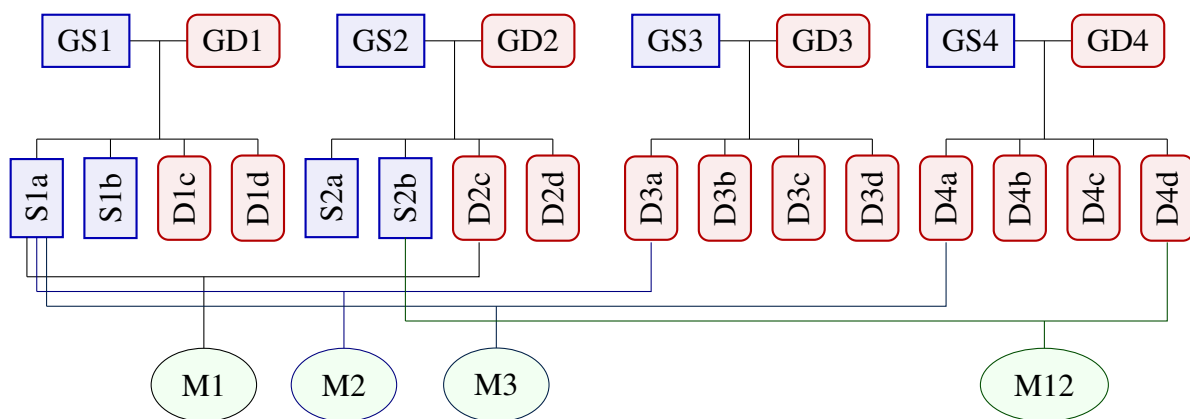 GS1 GD1 GS2 GD2 GS3 GD3 GS4 GD4
S1a S1b D1c D1d S2a S2b D2c D2d D3a D3b D3c D3d D4a D4b D4c D4d
M1 M2 M3 M12